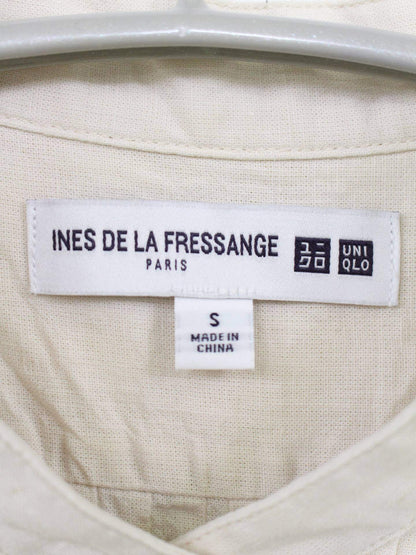 INES DE LA FRESSANGE
PARIS
ユニ
クロ
UNI
QLO
S
MADE IN
CHINA